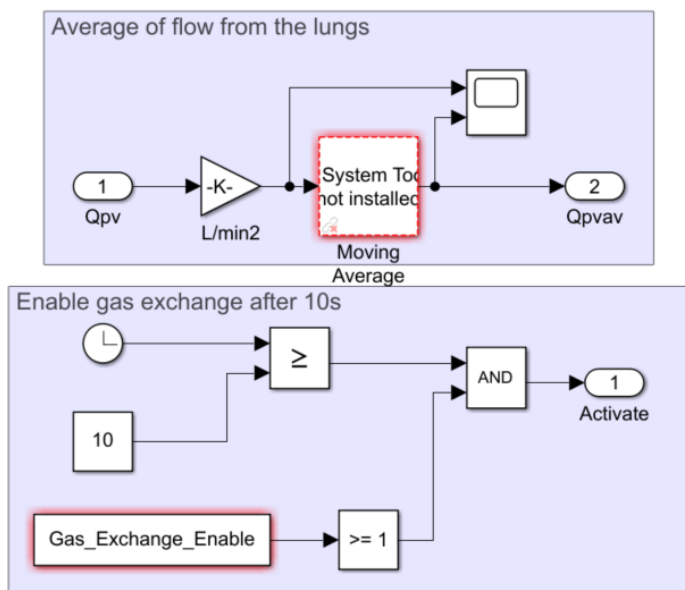 Average of flow from the lungs
1
Qpv
-K-
L/min2
System Too
not installed
Moving
Average
2
Qpvav
Enable gas exchange after 10s
≥
10
AND
1
Activate
Gas_Exchange_Enable
>= 1